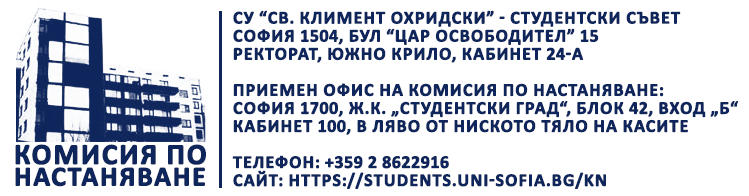 КОМИСИЯ ПО
НАСТАНЯВАНЕ
СУ “СВ. КЛИМЕНТ ОХРИДСКИ” - СТУДЕНТСКИ СЪВЕТ
СОФИЯ 1504, БУЛ “ЦАР ОСВОБОДИТЕЛ” 15
РЕКТОРАТ, ЮЖНО КРИЛО, КАБИНЕТ 24-А
ПРИЕМЕН ОФИС НА КОМИСИЯ ПО НАСТАНЯВАНЕ:
СОФИЯ 1700, Ж.К. „СТУДЕНТСКИ ГРАД“, БЛОК 42, ВХОД „Б“
КАБИНЕТ 100, В ЛЯВО ОТ НИСКОТО ТЯЛО НА КАСИТЕ
ТЕЛЕФОН: +359 2 8622916
САЙТ: HTTPS://STUDENTS.UNI-SOFIA.BG/KN